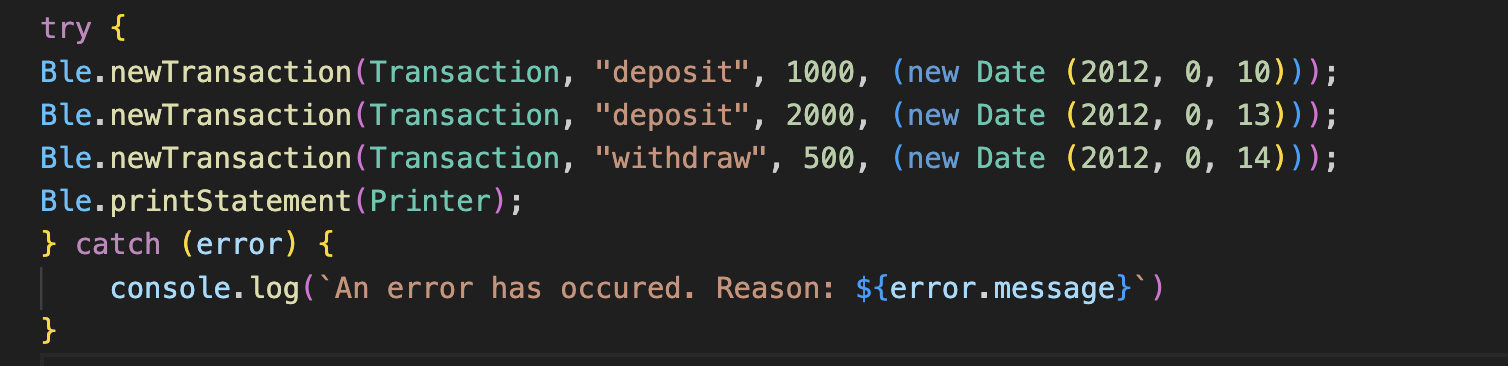 try {
Ble.newTransaction(Transaction, "deposit", 1000, (new Date (2012, 0, 10)));
Ble.newTransaction(Transaction, "deposit", 2000, (new Date (2012, 0, 13)));
Ble.newTransaction(Transaction, "withdraw", 500, (new Date (2012, 0, 14)));
Ble.printStatement(Printer);
} catch (error) {
    console.log(`An error has occured. Reason: ${error.message}`)
}